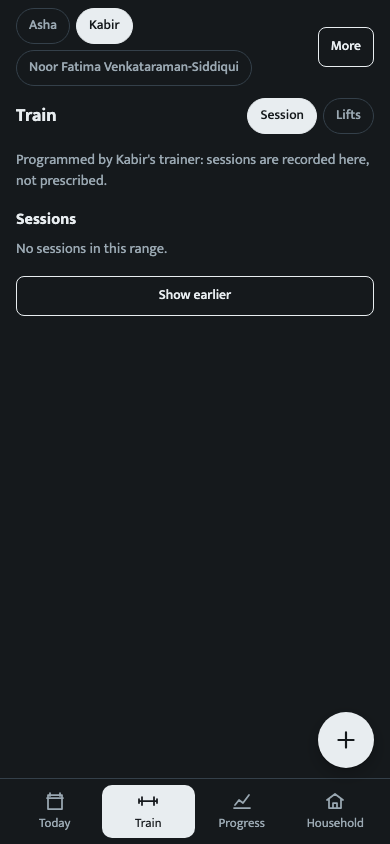 Asha
Kabir
Noor Fatima Venkataraman-Siddiqui
More
Train
Session
Lifts
Programmed by Kabir's trainer: sessions are recorded here,
not prescribed.
Sessions
No sessions in this range.
Show earlier
Today
Train
Progress
Household